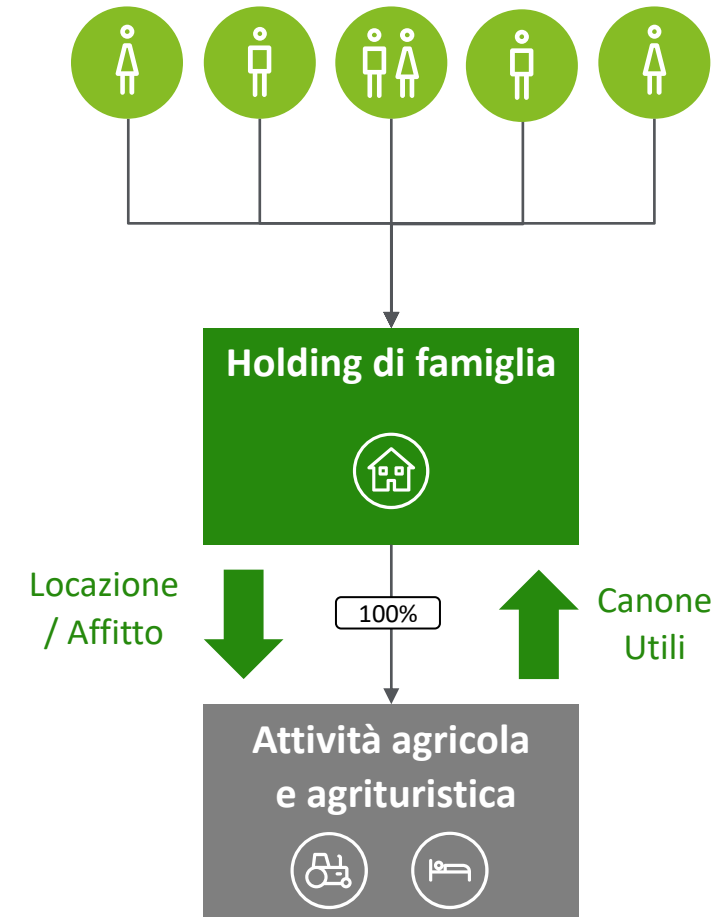 Holding di famiglia
Locazione
/ Affitto
100%
Canone
Utili
Attività agricola
e agrituristica